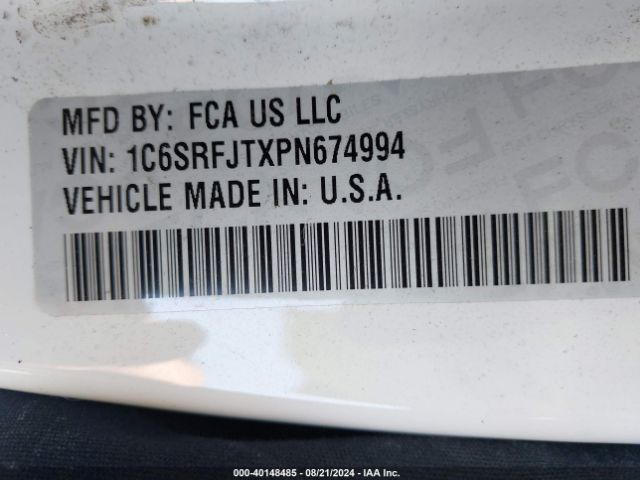 MFD BY: FCA US LLC
VIN: 1C6SRFJTXPN674994
VEHICLE MADE IN: U.S.A.
000-40148485 - 08/21/2024 - IAA Inc.